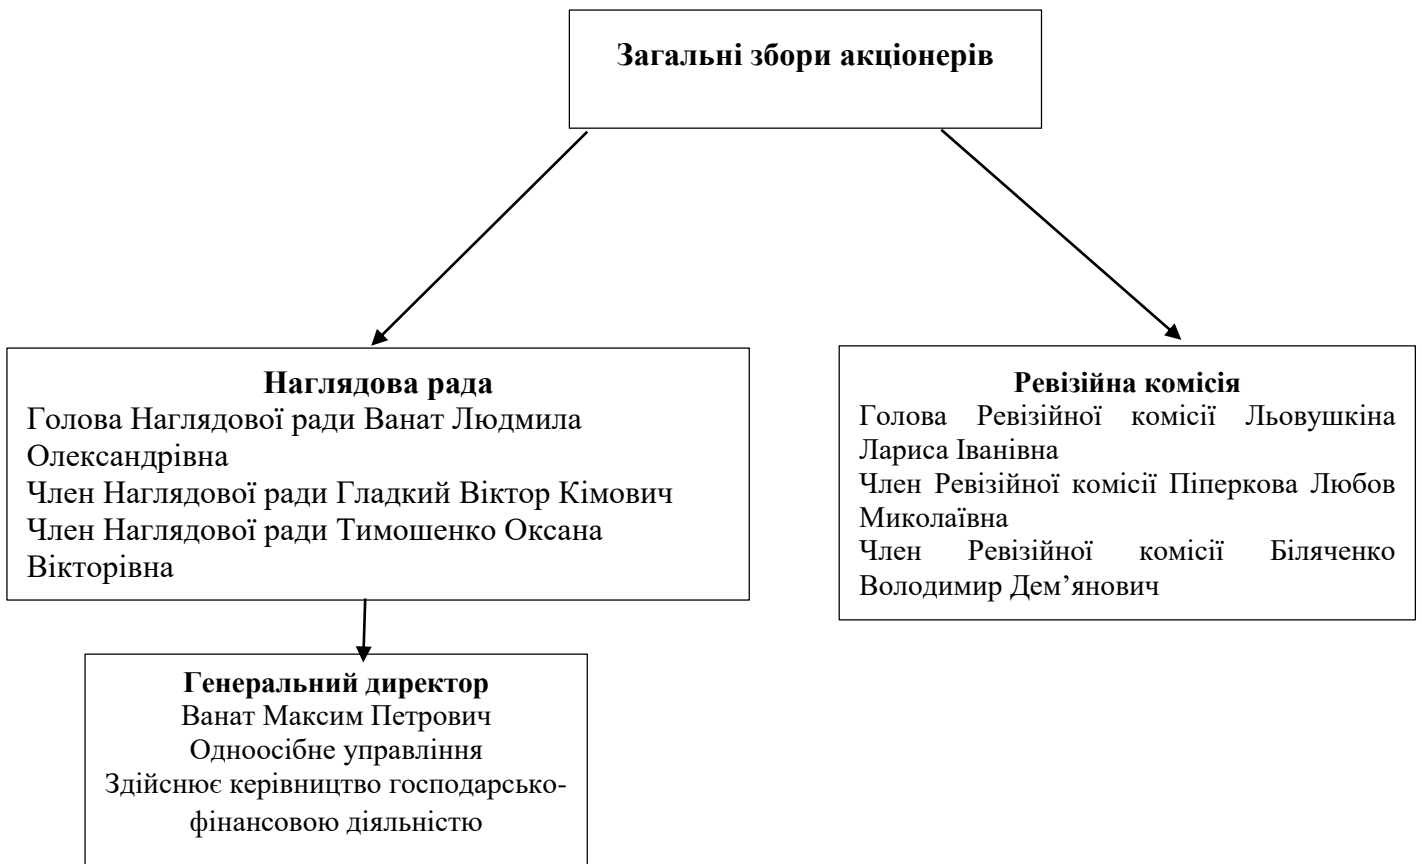 Загальні збори акціонерів
Наглядова рада
Голова Наглядової ради Ванат Людмила
Олександрівна
Член Наглядової ради Гладкий Віктор Кімович
Член Наглядової ради Тимошенко Оксана
Вікторівна
Ревізійна комісія
Голова Ревізійної комісії Льовушкіна
Лариса Іванівна
Член Ревізійної комісії Піперкова Любов
Миколаївна
Член Ревізійної комісії Біляченко
Володимир Дем’янович
Генеральний директор
Ванат Максим Петрович
Одноосібне управління
Здійснює керівництво господарсько-
фінансовою діяльністю